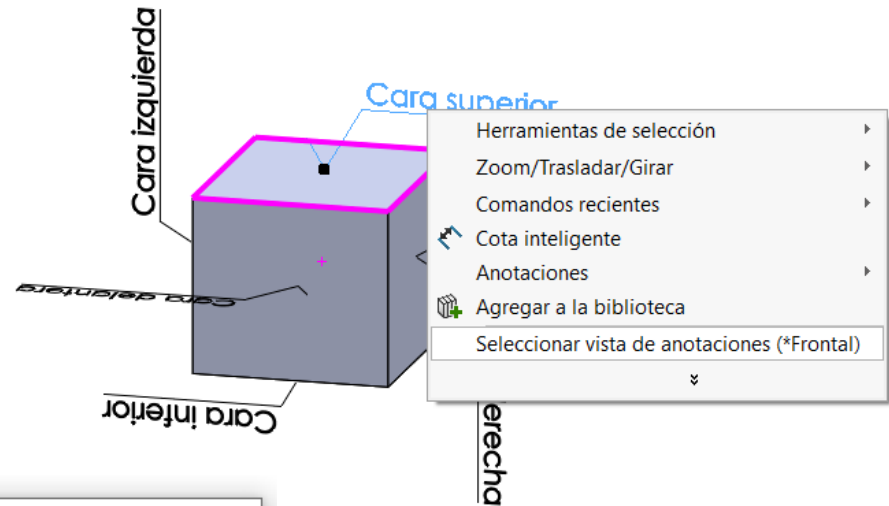 Cara izquierda
Cara superior
Herramientas de selección
Zoom/Trasladar/Girar
Comandos recientes
Cota inteligente
Anotaciones
Agregar a la biblioteca
Seleccionar vista de anotaciones (*Frontal)
Cara delantera
Cara inferior
erecha